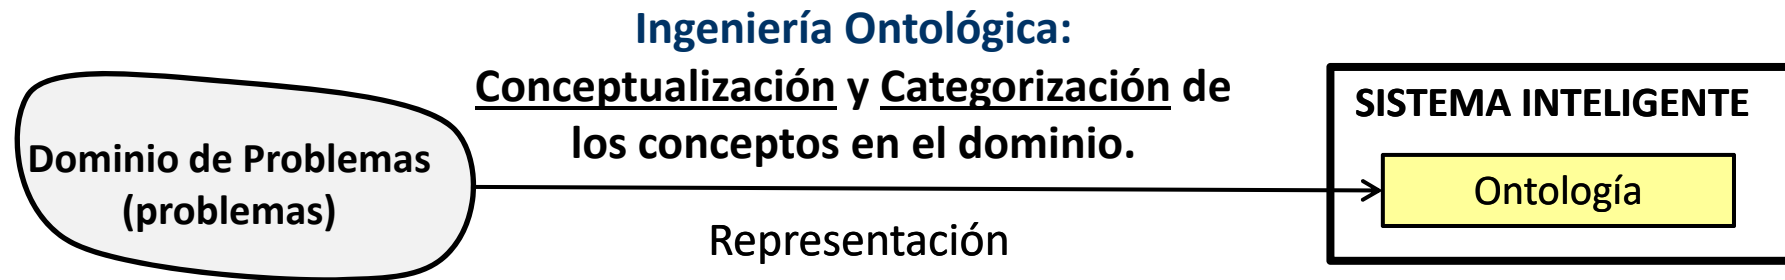 Ingeniería Ontológica:
Conceptualización y Categorización de
los conceptos en el dominio.
SISTEMA INTELIGENTE
Dominio de Problemas
(problemas)
Ontología
Representación